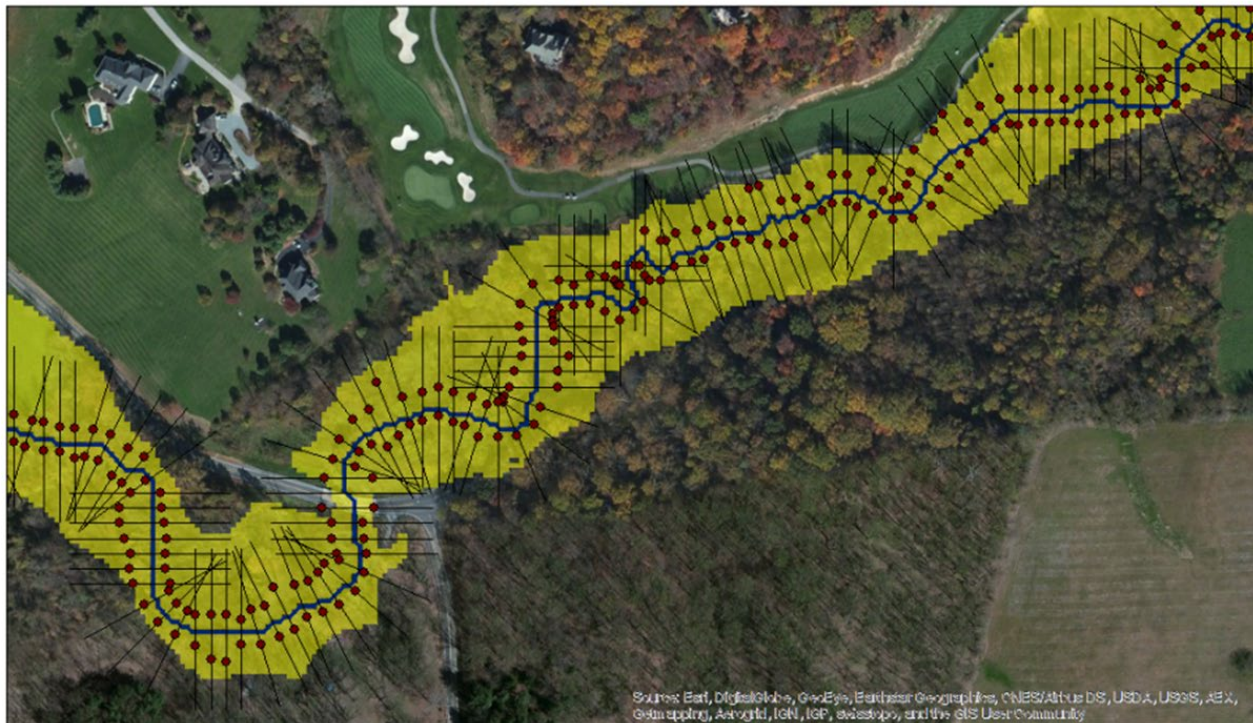 Source: Esri, DigitalGlobe, GeoEye, Earthstar Geographics, CNES/Airbus DS, USDA, USGS, AEX,
Getmapping, Aerogrid, IGN, IGP, swisstopo, and the GIS User Community